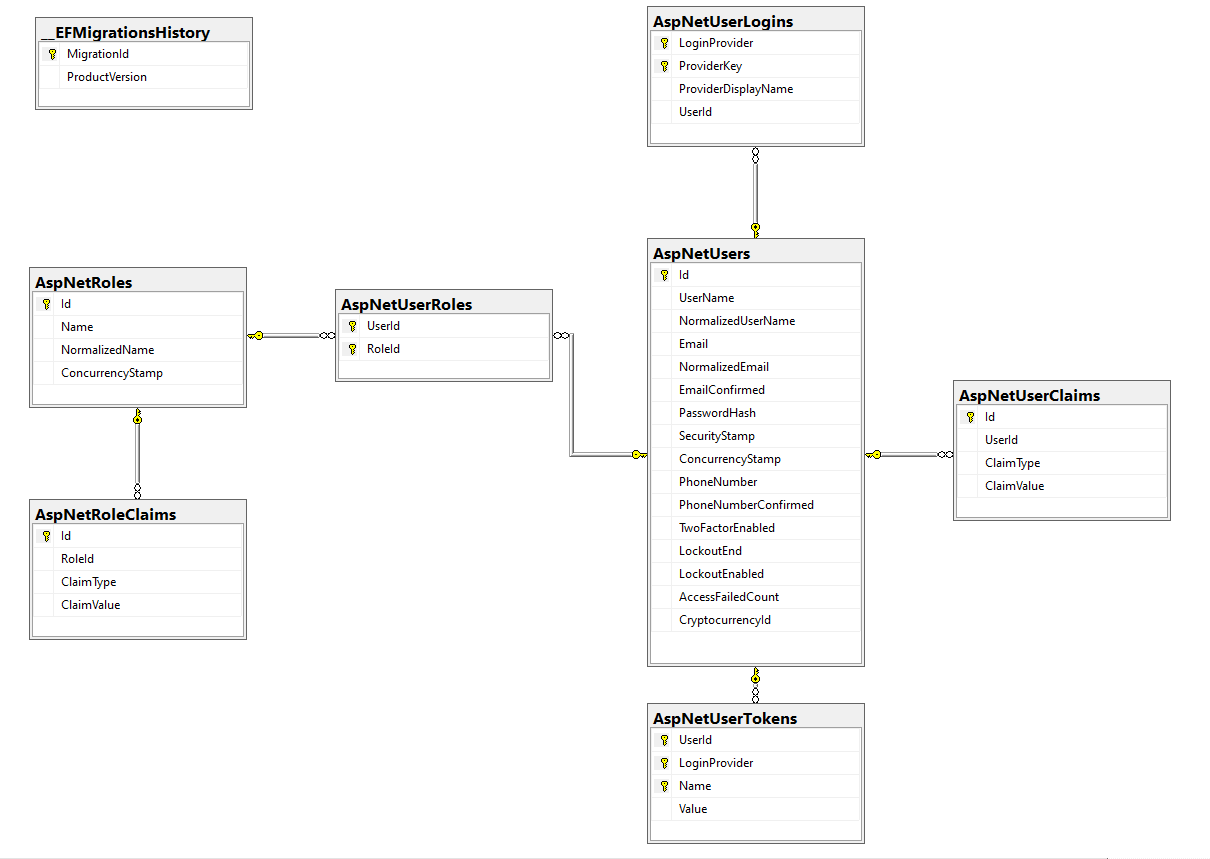 __EFMigrationsHistory
MigrationId
ProductVersion
AspNetUserLogins
LoginProvider
ProviderKey
ProviderDisplayName
UserId
AspNetRoles
Id
Name
NormalizedName
ConcurrencyStamp
AspNetUserRoles
UserId
RoleId
AspNetUsers
Id
UserName
NormalizedUserName
Email
NormalizedEmail
EmailConfirmed
PasswordHash
SecurityStamp
ConcurrencyStamp
PhoneNumber
PhoneNumberConfirmed
TwoFactorEnabled
LockoutEnd
LockoutEnabled
AccessFailedCount
CryptocurrencyId
AspNetUserClaims
Id
UserId
ClaimType
ClaimValue
AspNetRoleClaims
Id
RoleId
ClaimType
ClaimValue
AspNetUserTokens
UserId
LoginProvider
Name
Value